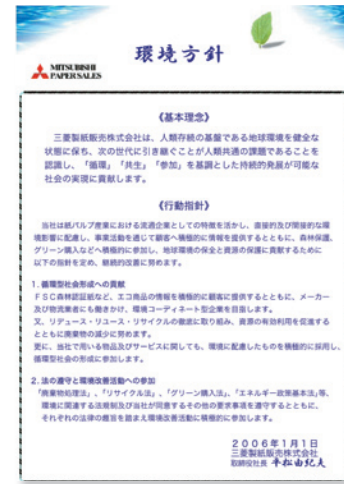 環境方針
MITSUBISHI
PAPER SALES
《基本理念》
三菱製紙販売株式会社は、人類存続の基盤である地球環境を健全な
状態に保ち、次の世代に引き継ぐことが人類共通の課題であることを
認識し、「循環」「共生」「参加」を基調とした持続的発展が可能な
社会の実現に貢献します。
《行動指針》
当社は紙パルプ産業における流通企業としての特徴を活かし、直接的及び間接的な環
境影響に配慮し、事業活動を通じて顧客へ積極的に情報を提供するとともに、森林保護、
グリーン購入などへ積極的に参加し、地球環境の保全と資源の保護に貢献するために
以下の指針を定め、継続的改善に努めます。
1.循環型社会形成への貢献
FSC森林認証紙など、エコ商品の情報を積極的に顧客に提供するとともに、メーカー
及び物流業者にも働きかけ、環境コーディネート型企業を目指します。
又、リデュース・リユース・リサイクルの徹底に取り組み、資源の有効利用を促進する
とともに廃棄物の減少に努めます。
更に、当社で用いる物品及びサービスに関しても、環境に配慮したものを積極的に採用し、
循環型社会の形成に参加します。
2.法の遵守と環境改善活動への参加
「廃棄物処理法」、「リサイクル法」、「グリーン購入法」、「エネルギー政策基本法」等、
環境に関連する法規制及び当社が同意するその他の要求事項を遵守するとともに、
それぞれの法律の趣旨を踏まえ環境改善活動に積極的に参加します。
2006年1月1日
三菱製紙販売株式会社
取締役社長 平松由紀夫